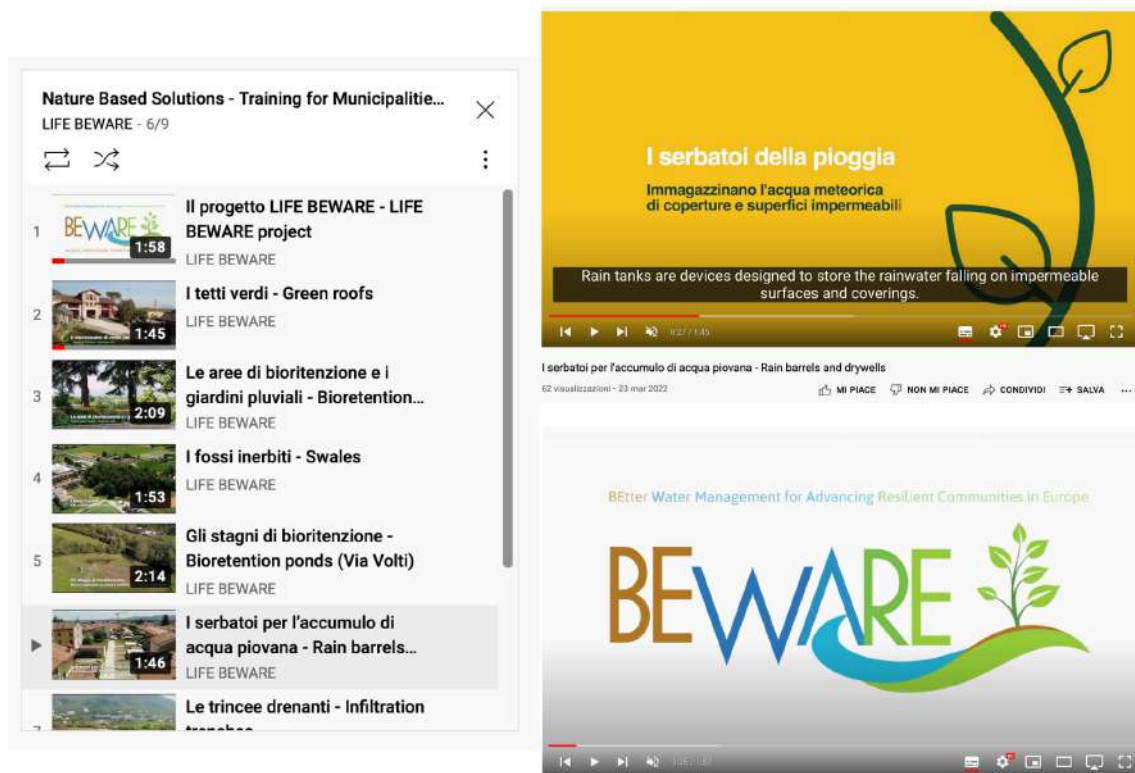 Nature Based Solutions - Training for Municipalitie...
LIFE BEWARE - 6/9
1
BEWARE
1:58
Il progetto LIFE BEWARE - LIFE
BEWARE project
LIFE BEWARE
2
1:45
I tetti verdi - Green roofs
LIFE BEWARE
3
2:09
Le aree di bioritenzione e i
giardini pluviali - Bioretention...
LIFE BEWARE
4
1:53
I fossi inerbiti - Swales
LIFE BEWARE
5
2:14
Gli stagni di bioritenzione -
Bioretention ponds (Via Volti)
LIFE BEWARE
1:46
I serbatoi per l'accumulo di
acqua piovana - Rain barrels...
LIFE BEWARE
Le trincee drenanti - Infiltration
I serbatoi della pioggia
Immagazzinano l'acqua meteorica
di coperture e superfici impermeabili
Rain tanks are devices designed to store the rainwater falling on impermeable
surfaces and coverings.
0:27 / 1:45
I serbatoi per l'accumulo di acqua piovana - Rain barrels and drywells
62 visualizzazioni - 23 mar 2022
MI PIACE NON MI PIACE CONDIVIDI SALVA
BEtter Water Management for Advancing Resilient Communities in Europe
BEWARE